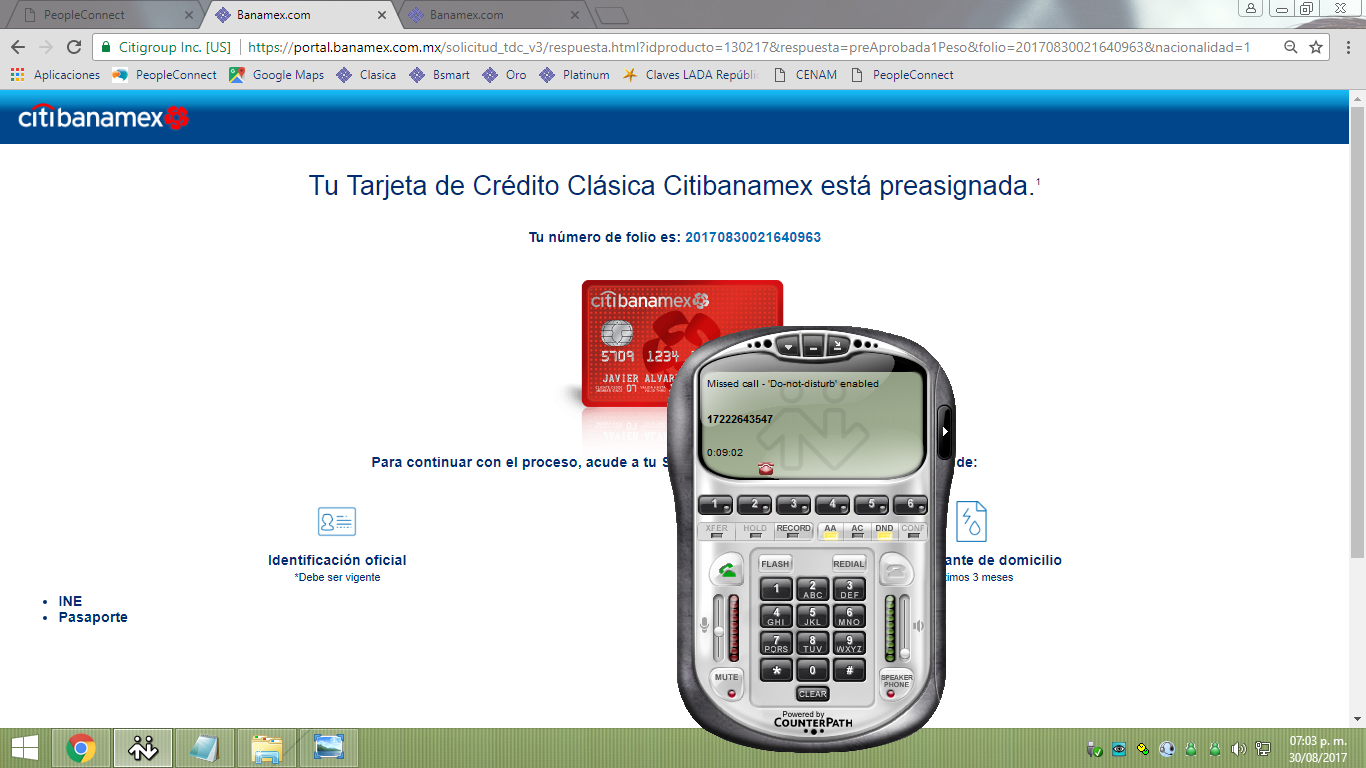 PeopleConnect
Banamex.com
Banamex.com
Citigroup Inc. [US]
https://portal.banamex.com.mx/solicitud_tdc_v3/respuesta.html?idproducto=130217&respuesta=preAprobada1Peso&folio=20170830021640963&nacionalidad=1
Aplicaciones PeopleConnect Google Maps Clasica Bsmart Oro Platinum Claves LADA Repúblic CENAM PeopleConnect
citibanamex
Tu Tarjeta de Crédito Clásica Citibanamex está preasignada.1
Tu número de folio es: 20170830021640963
citibanamex
5709 1234
JAVIER ALVAR
Para continuar con el proceso, acude a tu S
de:
Identificación oficial
*Debe ser vigente
INE
Pasaporte
ante de domicilio
timos 3 meses
Missed call - 'Do-not-disturb' enabled
17222643547
0:09:02
1 2 3 4 5 6
XFER HOLD RECORD AA AC DND CONF
FLASH REDIAL
1 2 ABC 3 DEF
4 GHI 5 JKL 6 MNO
7 PQRS 8 TUV 9 WXYZ
* 0 #
MUTE
SPEAKER PHONE
CLEAR
Powered by
COUNTERPATH
07:03 p. m.
30/08/2017